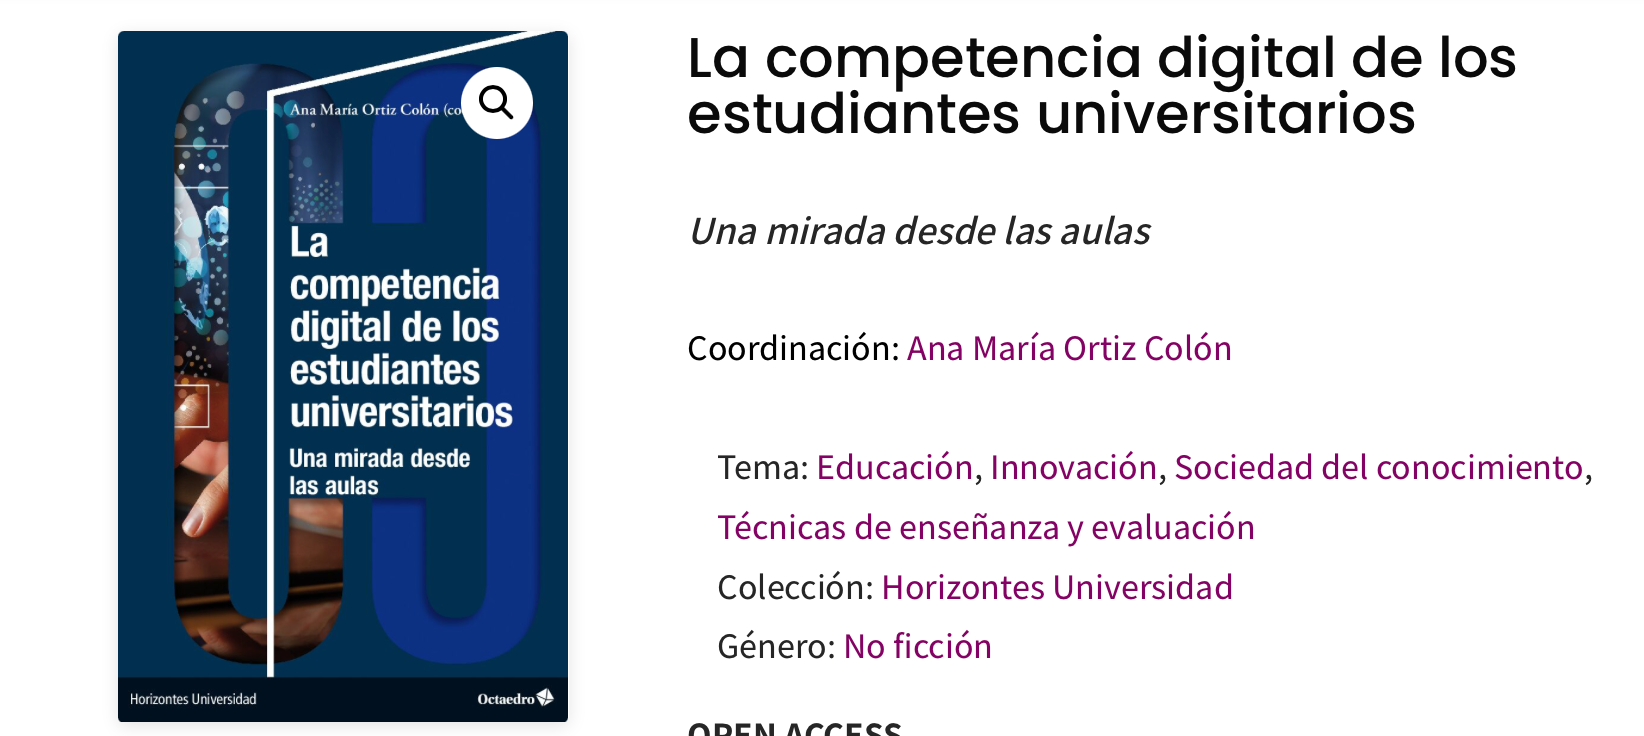 Ana María Ortiz Colón (co
La
competencia
digital de los
estudiantes
universitarios
Una mirada desde
las aulas
Horizontes Universidad
Octaedro
La competencia digital de los
estudiantes universitarios
Una mirada desde las aulas
Coordinación: Ana María Ortiz Colón
Tema: Educación, Innovación, Sociedad del conocimiento,
Técnicas de enseñanza y evaluación
Colección: Horizontes Universidad
Género: No ficción
OPEN ACCESS